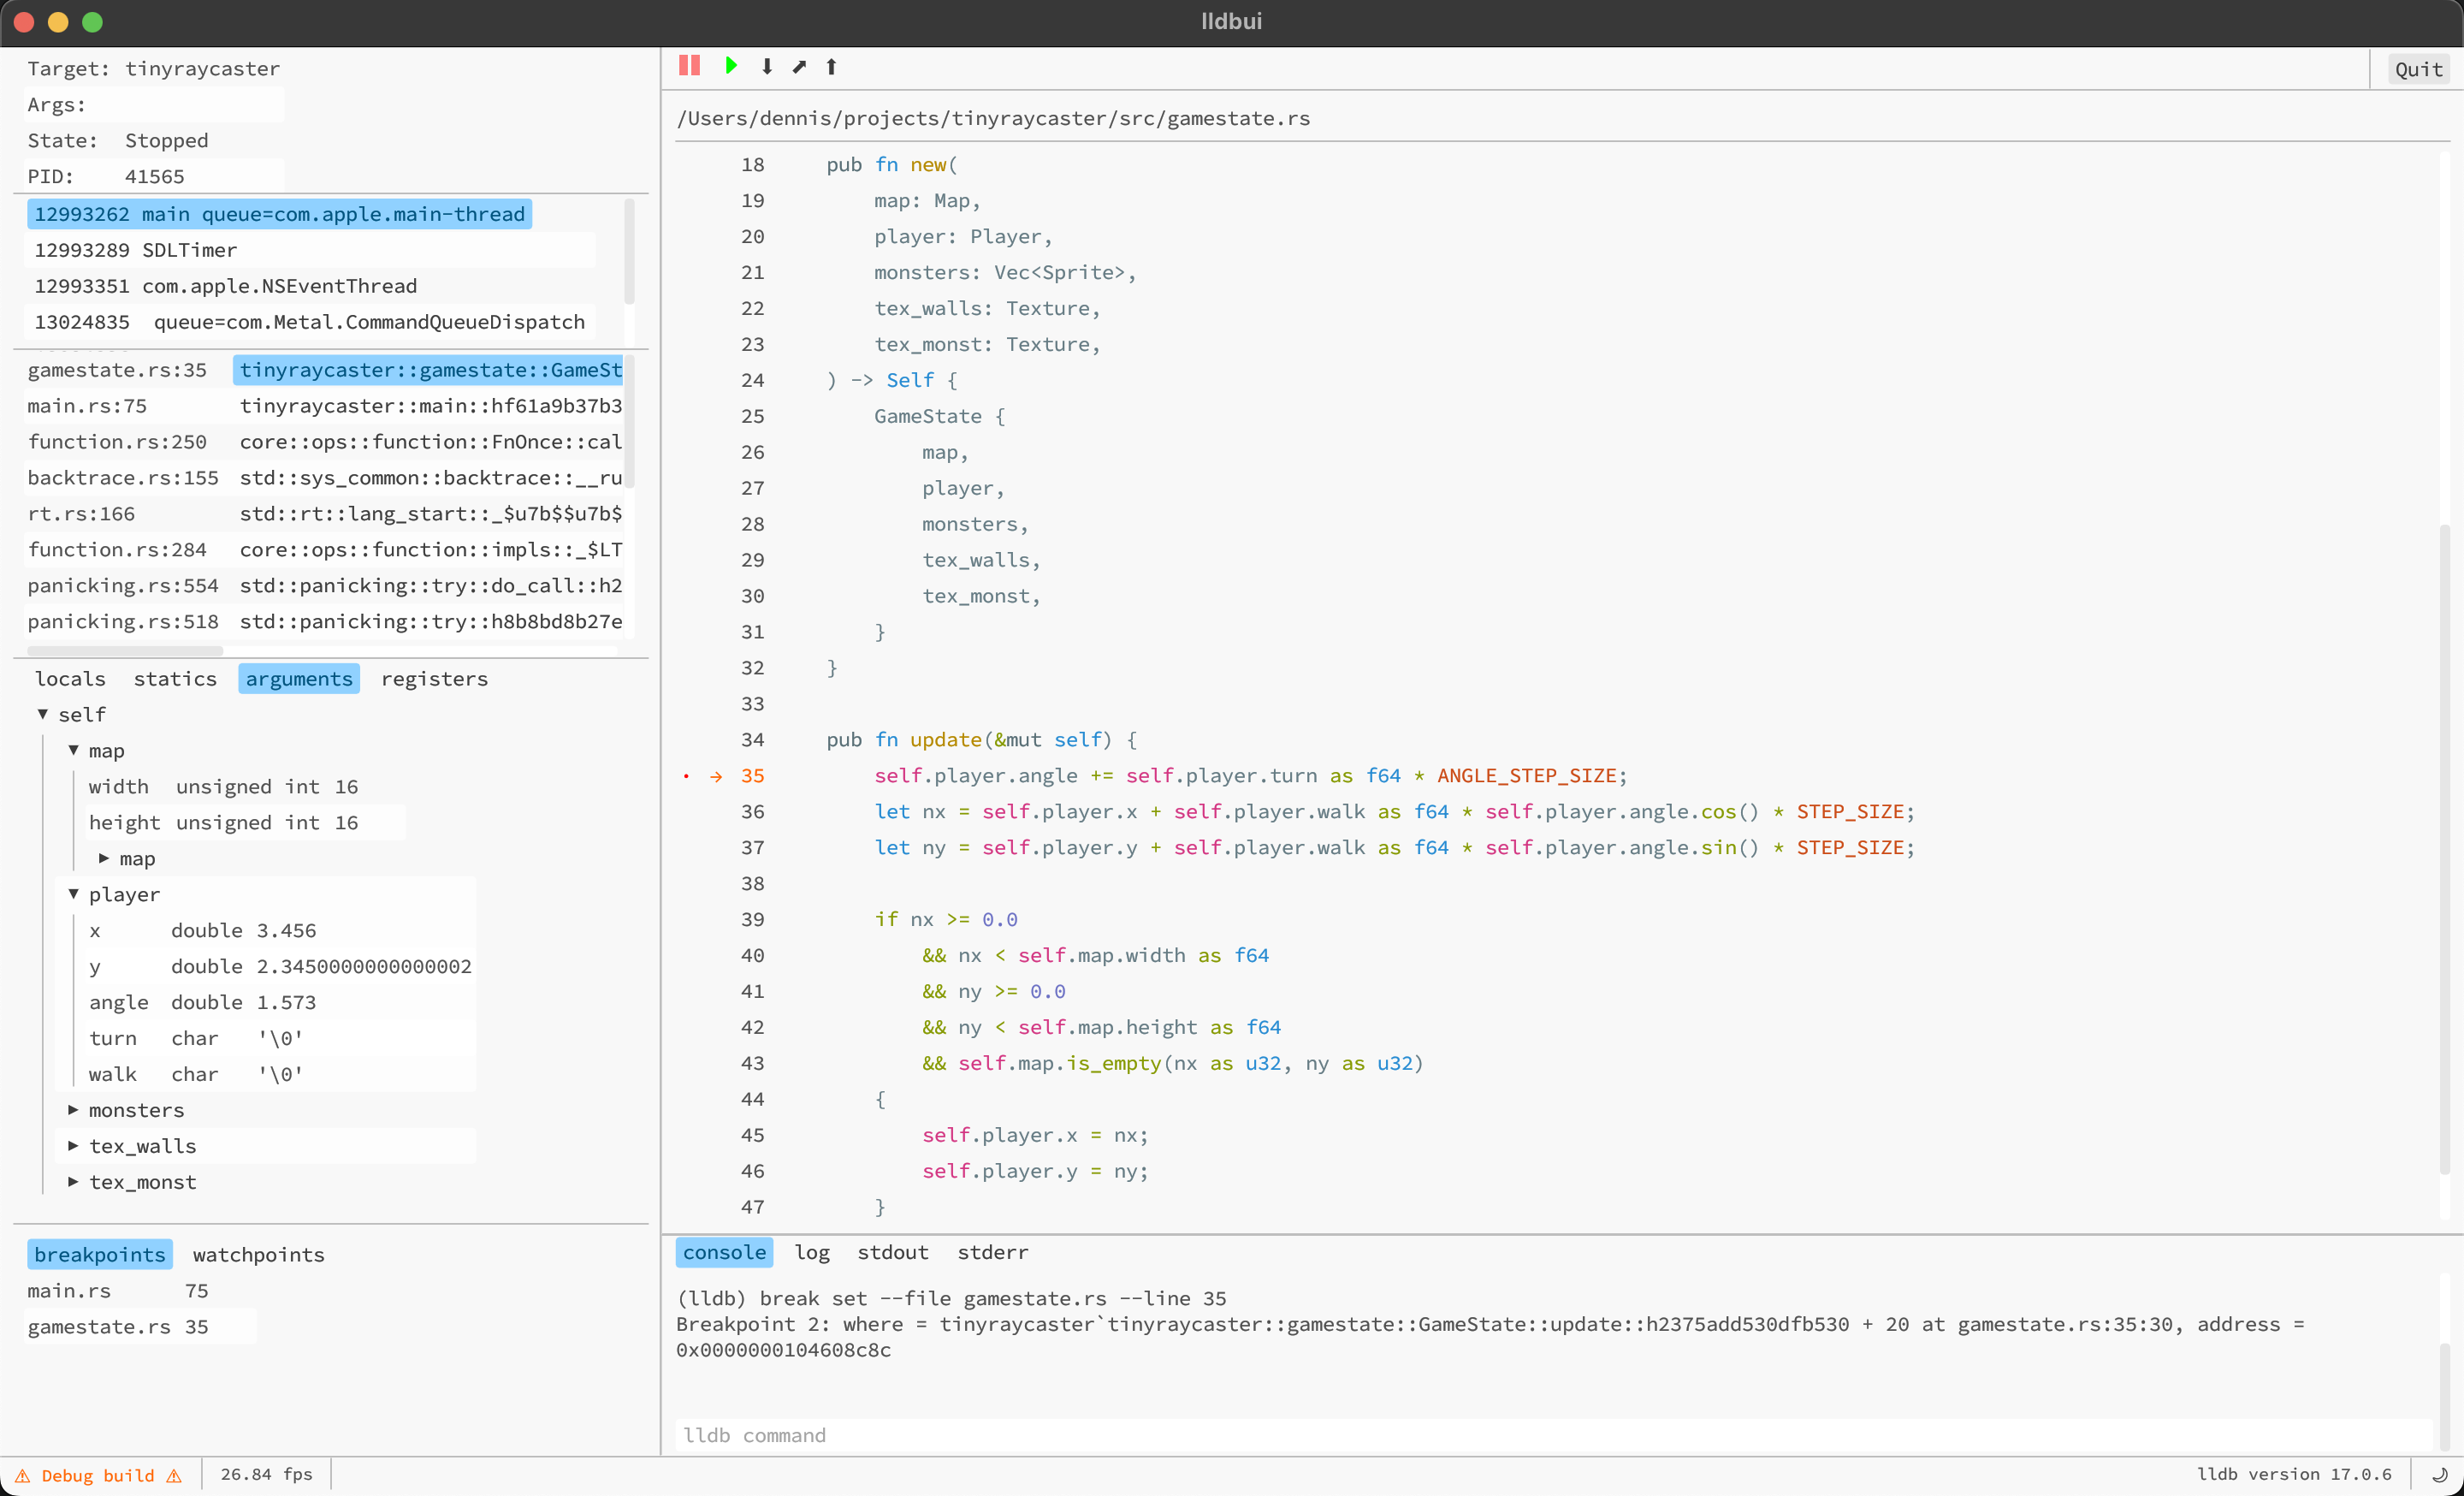 lldbui
Target: tinyraycaster
Args:
State: Stopped
PID: 41565
12993262 main queue=com.apple.main-thread
12993289 SDLTimer
12993351 com.apple.NSEventThread
13024835 queue=com.Metal.CommandQueueDispatch
gamestate.rs:35 tinyraycaster::gamestate::GameSt
main.rs:75 tinyraycaster::main::hf61a9b37b3
function.rs:250 core::ops::function::FnOnce::cal
backtrace.rs:155 std::sys_common::backtrace::__ru
rt.rs:166 std::rt::lang_start::_$u7b$$u7b$
function.rs:284 core::ops::function::impls::_$LT
panicking.rs:554 std::panicking::try::do_call::h2
panicking.rs:518 std::panicking::try::h8b8bd8b27e
locals statics arguments registers
▼ self
▼ map
width unsigned int 16
height unsigned int 16
▶ map
▼ player
x double 3.456
y double 2.3450000000000002
angle double 1.573
turn char '\0'
walk char '\0'
▶ monsters
▶ tex_walls
▶ tex_monst
breakpoints watchpoints
main.rs 75
gamestate.rs 35
Quit
/Users/dennis/projects/tinyraycaster/src/gamestate.rs
18 pub fn new(
19 map: Map,
20 player: Player,
21 monsters: Vec<Sprite>,
22 tex_walls: Texture,
23 tex_monst: Texture,
24 ) -> Self {
25 GameState {
26 map,
27 player,
28 monsters,
29 tex_walls,
30 tex_monst,
31 }
32 }
33
34 pub fn update(&mut self) {
35 self.player.angle += self.player.turn as f64 * ANGLE_STEP_SIZE;
36 let nx = self.player.x + self.player.walk as f64 * self.player.angle.cos() * STEP_SIZE;
37 let ny = self.player.y + self.player.walk as f64 * self.player.angle.sin() * STEP_SIZE;
38
39 if nx >= 0.0
40 && nx < self.map.width as f64
41 && ny >= 0.0
42 && ny < self.map.height as f64
43 && self.map.is_empty(nx as u32, ny as u32)
44 {
45 self.player.x = nx;
46 self.player.y = ny;
47 }
console log stdout stderr
(lldb) break set --file gamestate.rs --line 35
Breakpoint 2: where = tinyraycaster`tinyraycaster::gamestate::GameState::update::h2375add530dfb530 + 20 at gamestate.rs:35:30, address =
0x0000000104608c8c
lldb command
⚠ Debug build ⚠ 26.84 fps
lldb version 17.0.6